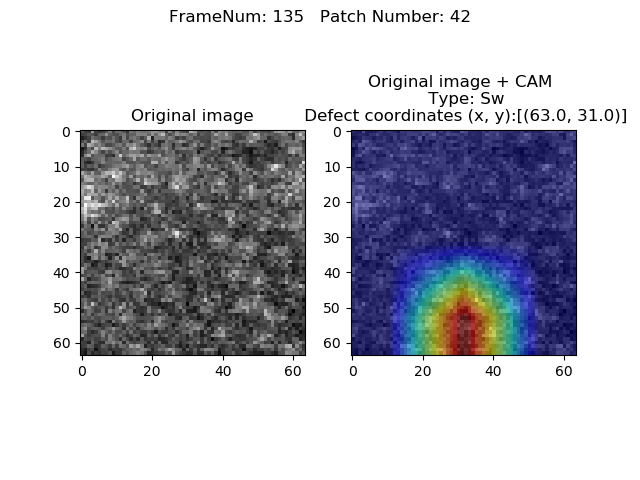 FrameNum: 135   Patch Number: 42
Original image + CAM
Type: Sw
Original image
Defect coordinates (x, y):[(63.0, 31.0)]
0
10
20
30
40
50
60
0 20 40 60
0
10
20
30
40
50
60
0 20 40 60